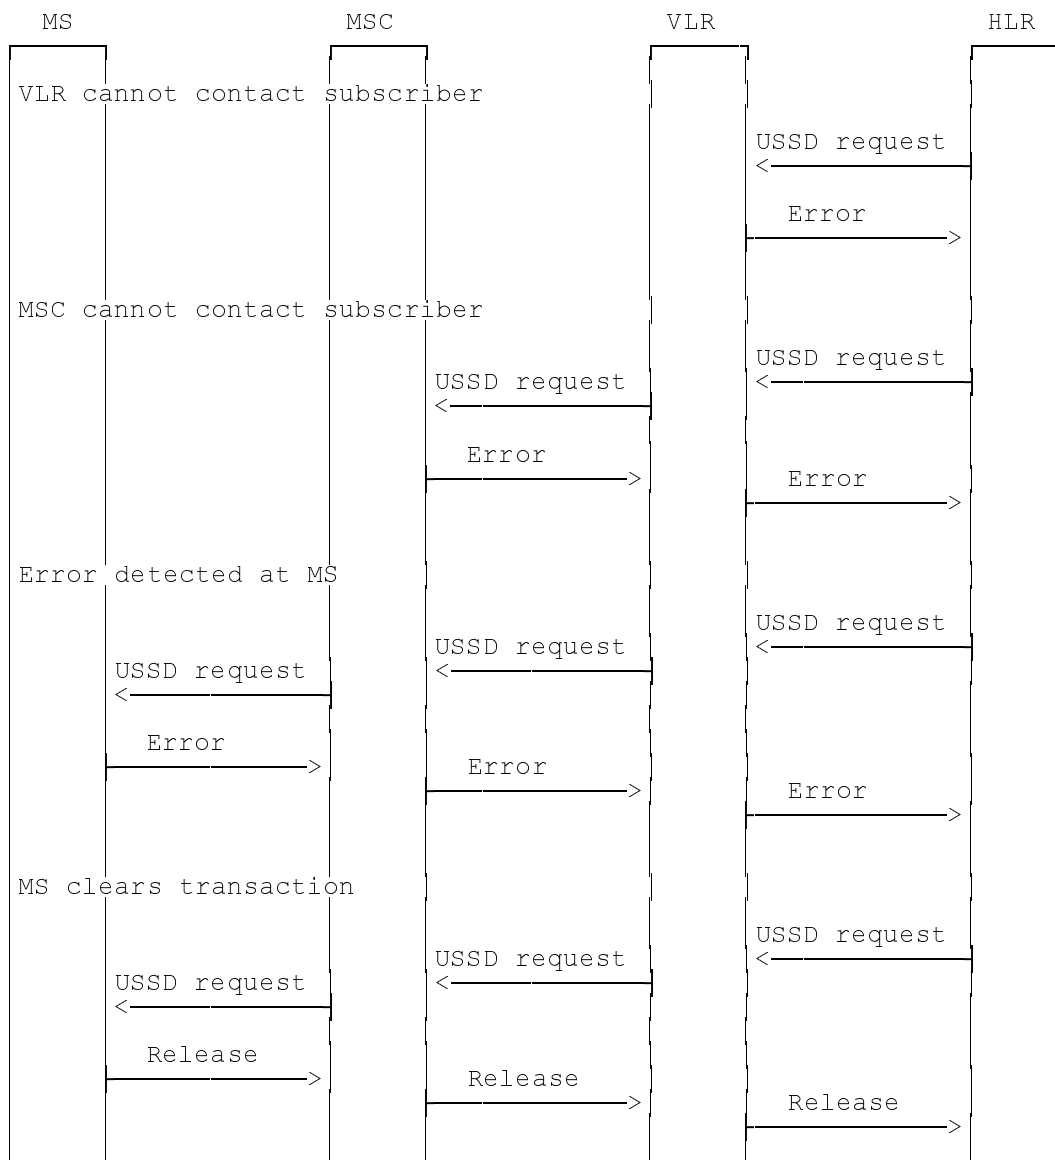 MS MSC VLR HLR
VLR cannot contact subscriber
USSD request
Error
MSC cannot contact subscriber
USSD request
USSD request
Error
Error
Error detected at MS
USSD request
USSD request
USSD request
Error
Error
Error
MS clears transaction
USSD request
USSD request
USSD request
Release
Release
Release